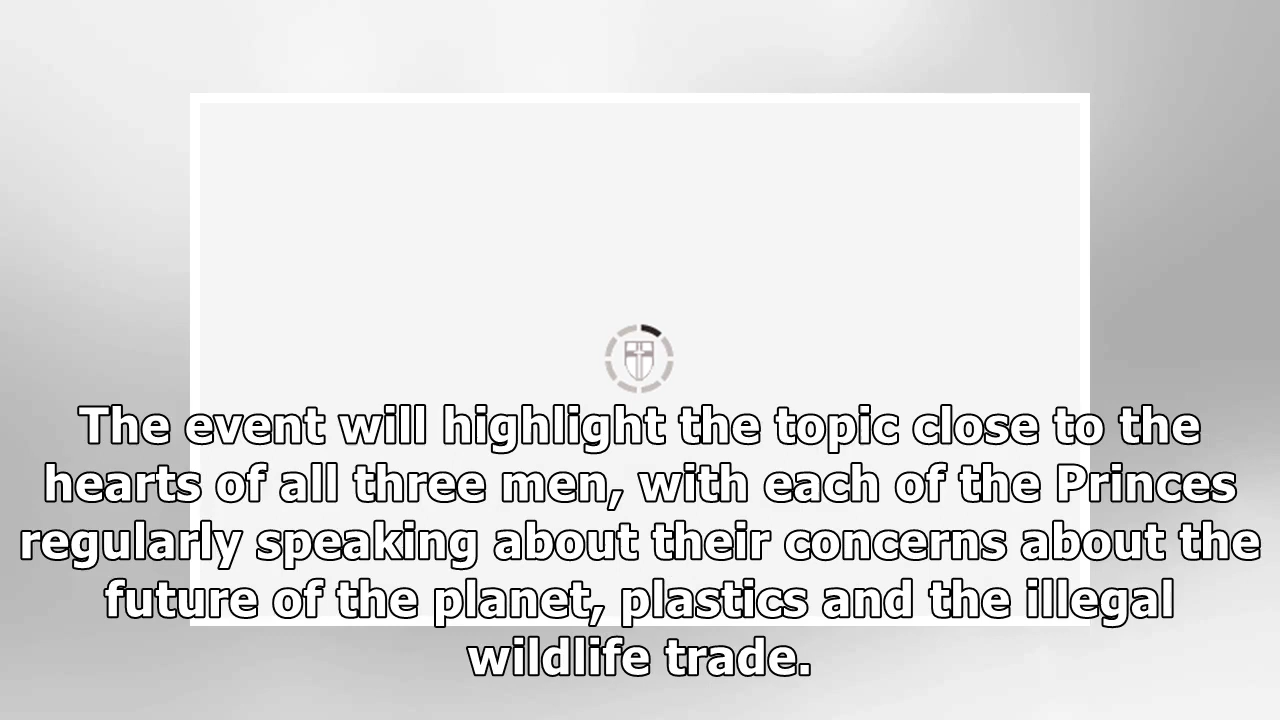 The event will highlight the topic close to the
hearts of all three men, with each of the Princes
regularly speaking about their concerns about the
future of the planet, plastics and the illegal
wildlife trade.